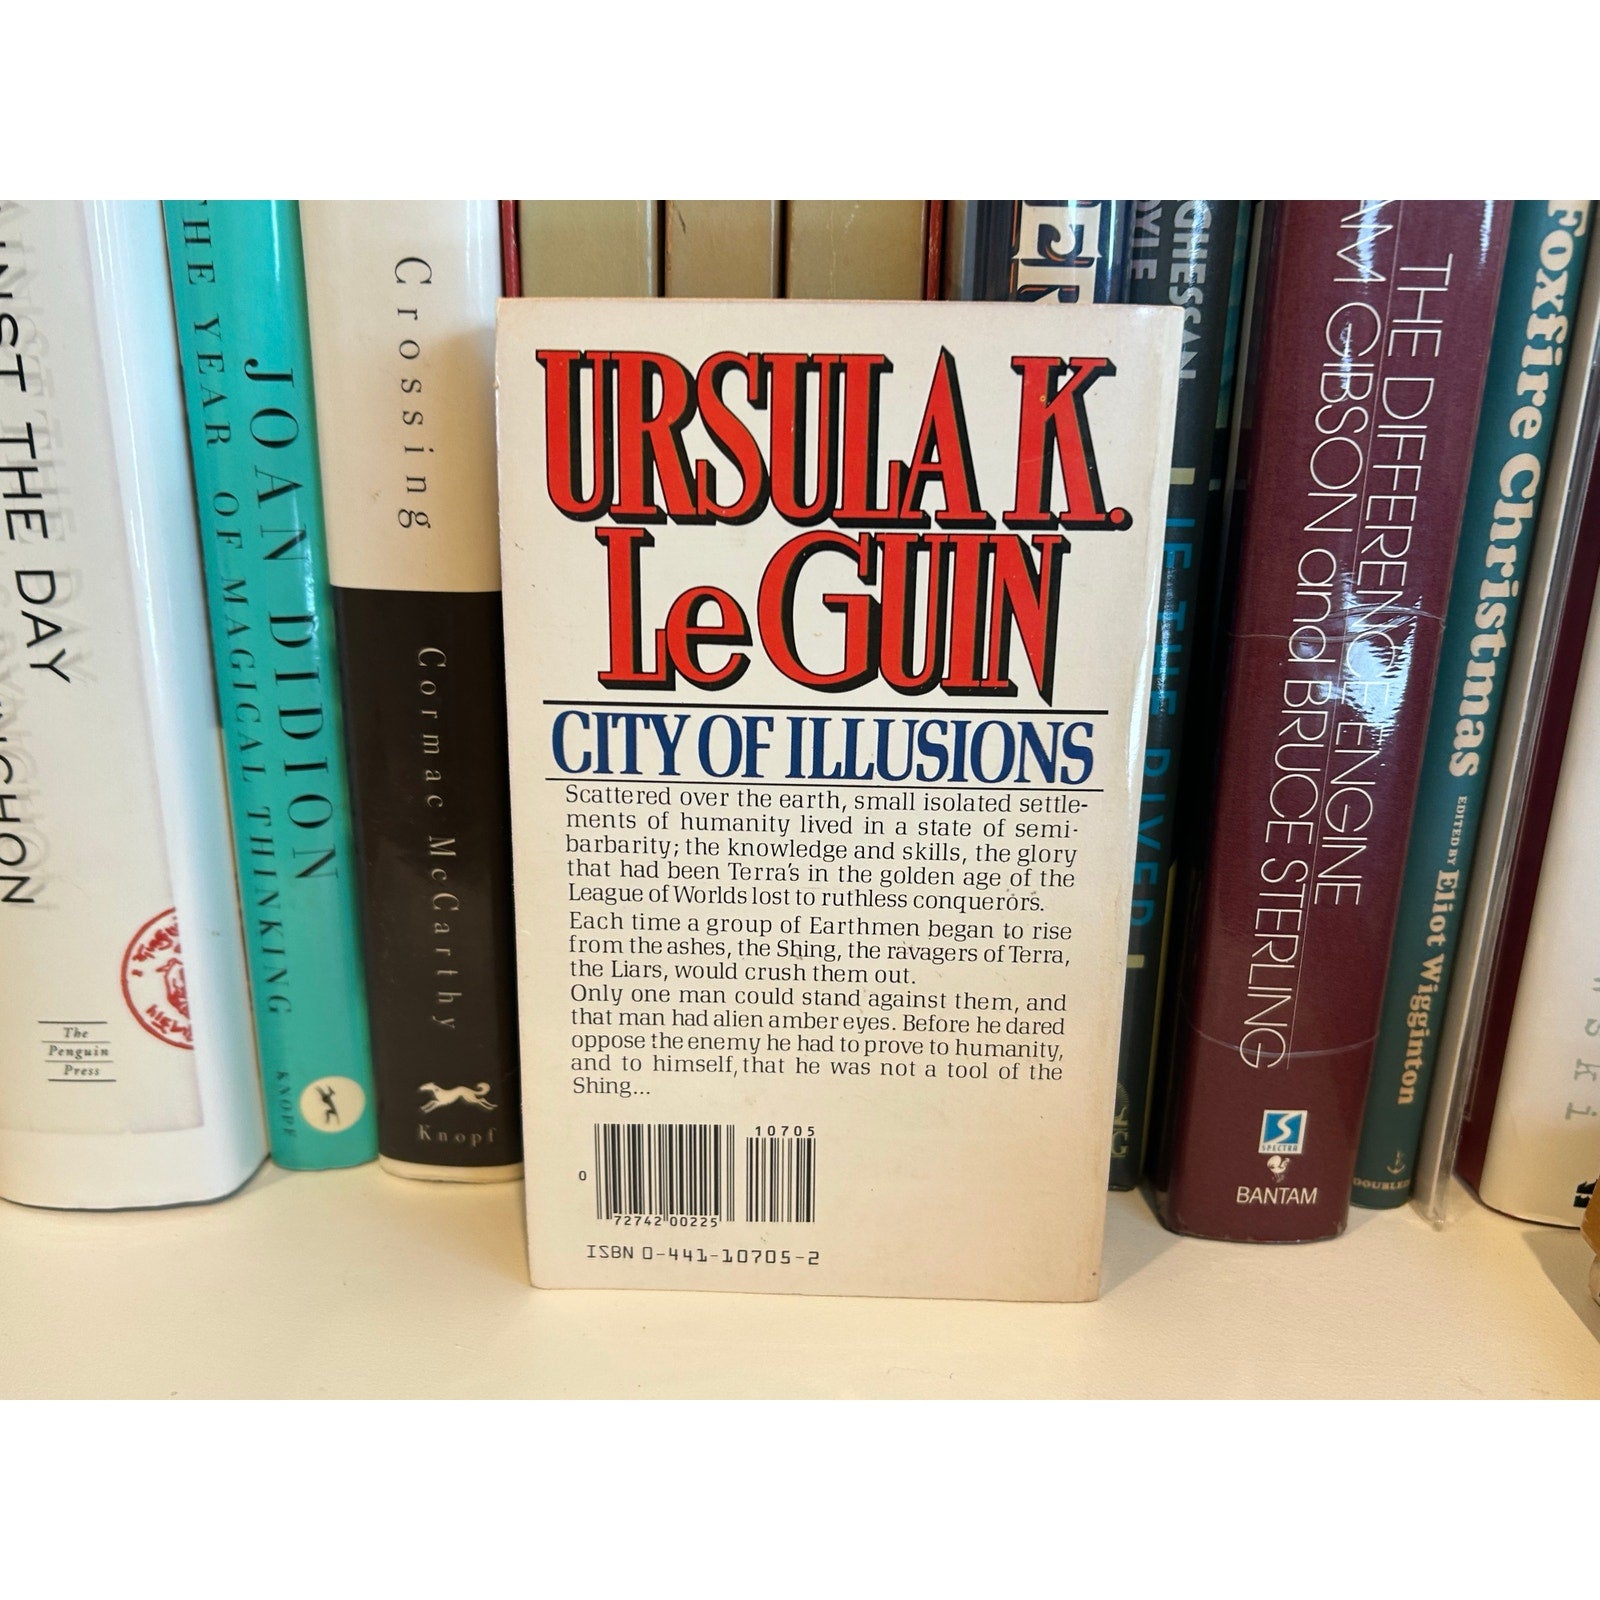 INST THE DAY
THE YEAR OF MAGICAL THINKING
JOAN DIDION
KNOPF
The
Penguin
Press
Crossing
Cormac McCarthy
Knopf
URSULA K.
LeGUIN
CITY OF ILLUSIONS
Scattered over the earth, small isolated settle-
ments of humanity lived in a state of semi-
barbarity; the knowledge and skills, the glory
that had been Terra's in the golden age of the
League of Worlds lost to ruthless conquerors.
Each time a group of Earthmen began to rise
from the ashes, the Shing, the ravagers of Terra,
the Liars, would crush them out.
Only one man could stand against them, and
that man had alien amber eyes. Before he dared
oppose the enemy he had to prove to humanity,
and to himself, that he was not a tool of the
Shing...
10705
0
72742 00225
ISBN 0-441-10705-2
THE DIFFERENCE ENGINE
AM GIBSON and BRUCE STERLING
SPECTRA
BANTAM
Foxfire Christmas
EDITED BY Eliot Wigginton